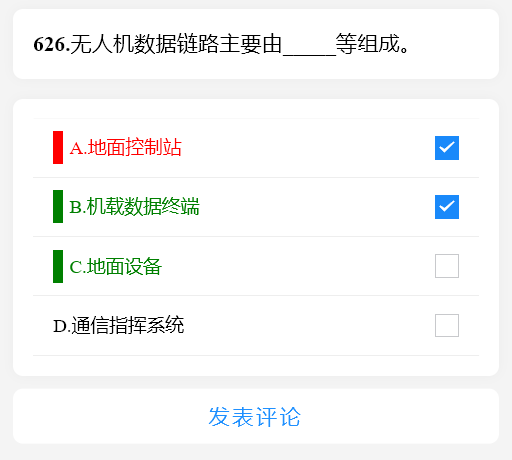 626.无人机数据链路主要由_____等组成。
A.地面控制站
B.机载数据终端
C.地面设备
D.通信指挥系统
发表评论